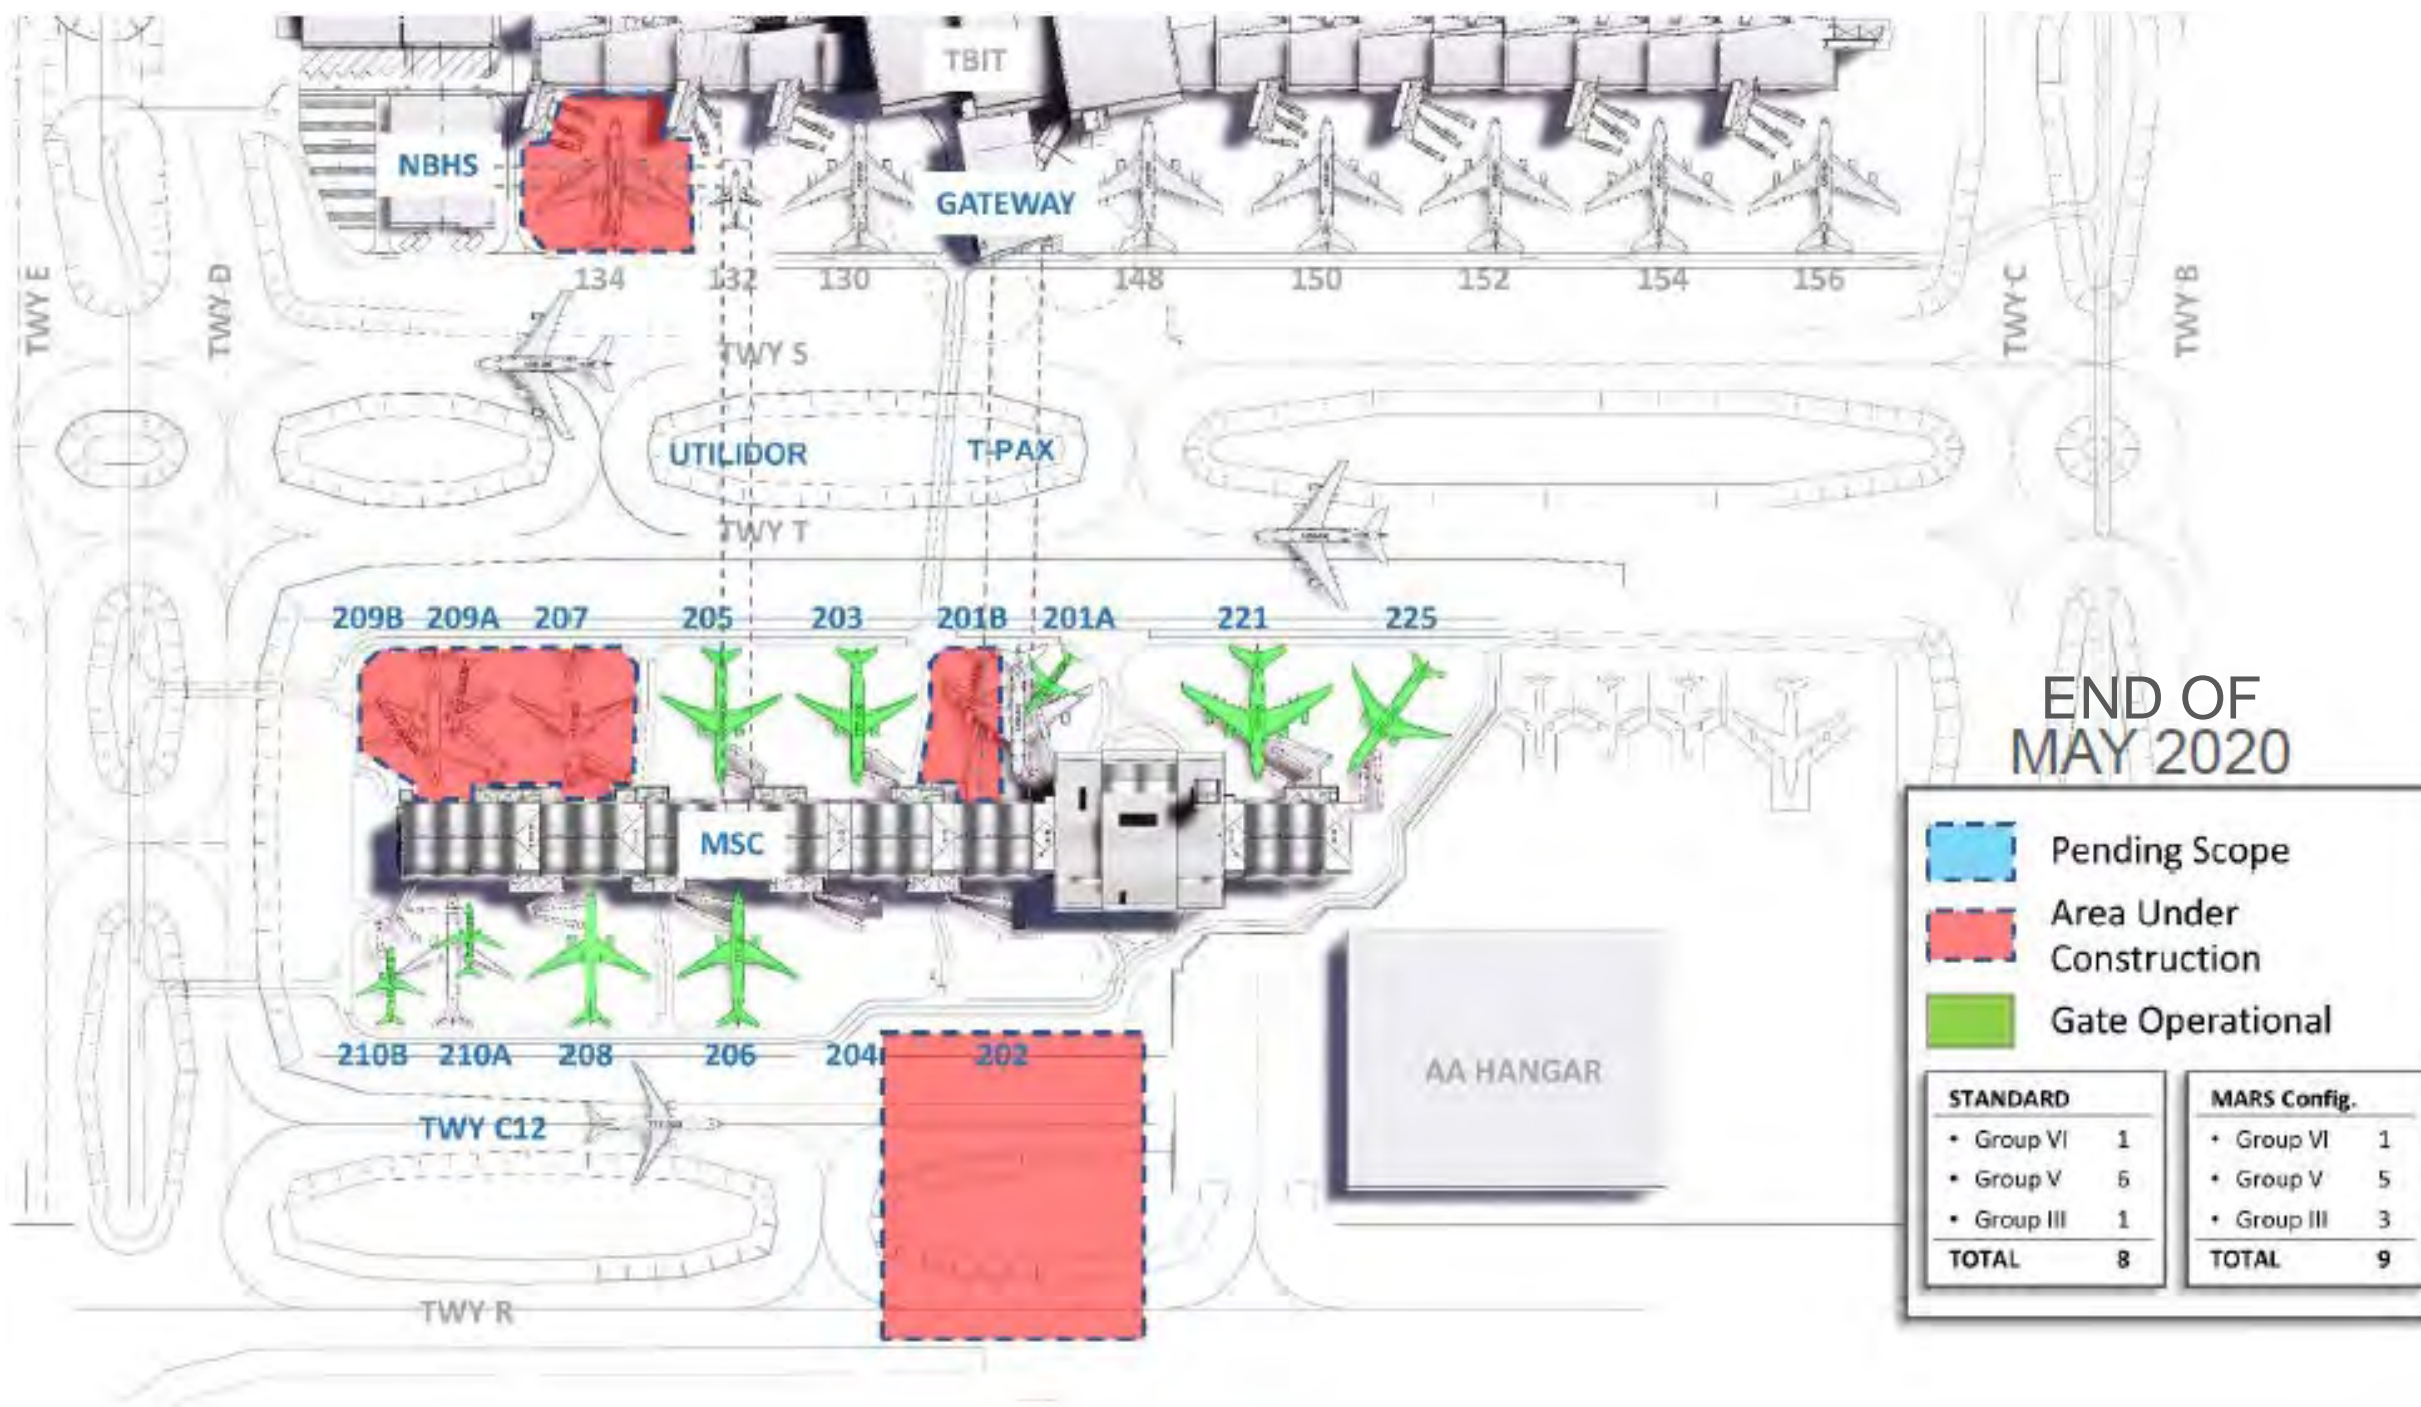 TBIT
NBHS
GATEWAY
134 132 130 148 150 152 154 156
TWY E
TWY D
TWY C
TWY B
TWY S
UTILIDOR T-PAX
TWY T
209B 209A 207 205 203 201B 201A 221 225
MSC
210B 210A 208 206 204 202
TWY C12
TWY R
AA HANGAR
END OF
MAY 2020
Pending Scope
Area Under
Construction
Gate Operational
STANDARD
• Group VI 1
• Group V 6
• Group III 1
TOTAL 8
MARS Config.
• Group VI 1
• Group V 5
• Group III 3
TOTAL 9